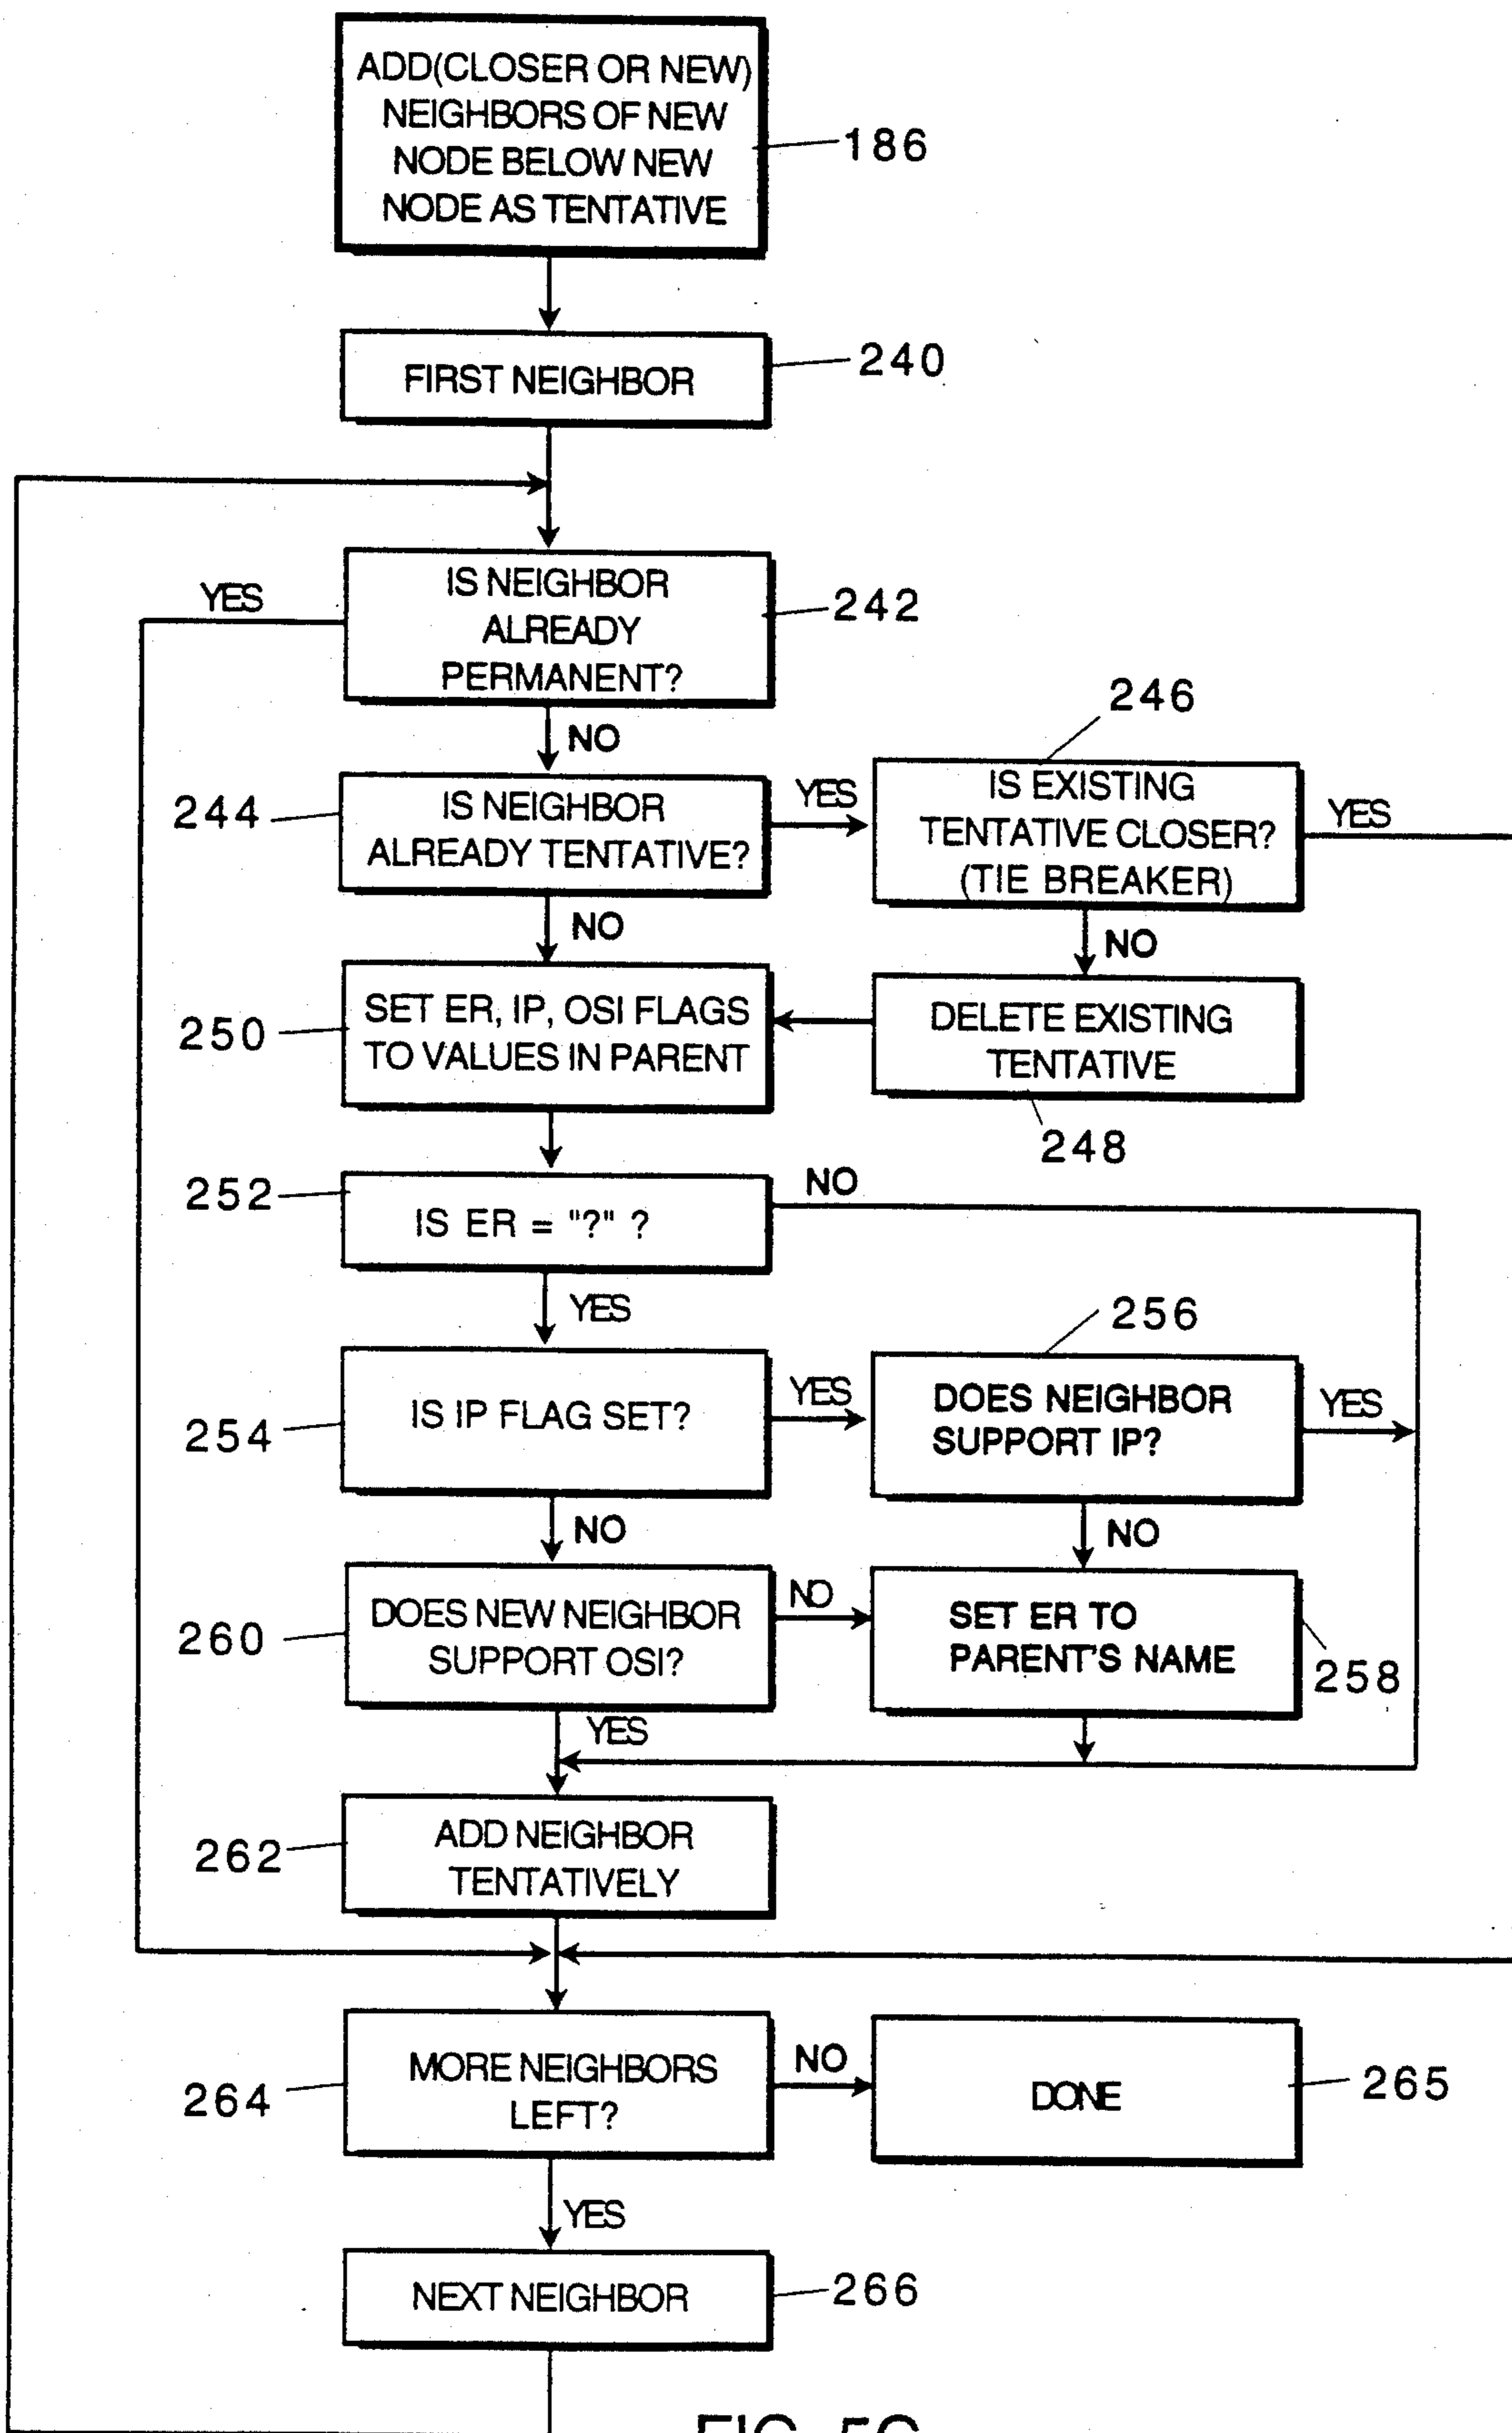 ADD(CLOSER OR NEW)
NEIGHBORS OF NEW
NODE BELOW NEW
NODE AS TENTATIVE
186
FIRST NEIGHBOR
240
YES
IS NEIGHBOR
ALREADY
PERMANENT?
242
NO
246
244
IS NEIGHBOR
ALREADY TENTATIVE?
YES
IS EXISTING
TENTATIVE CLOSER?
(TIE BREAKER)
YES
NO
NO
250
SET ER, IP, OSI FLAGS
TO VALUES IN PARENT
DELETE EXISTING
TENTATIVE
248
252
IS ER = "?" ?
NO
YES
256
254
IS IP FLAG SET?
YES
DOES NEIGHBOR
SUPPORT IP?
YES
NO
NO
260
DOES NEW NEIGHBOR
SUPPORT OSI?
NO
SET ER TO
PARENT'S NAME
258
YES
262
ADD NEIGHBOR
TENTATIVELY
264
MORE NEIGHBORS
LEFT?
NO
DONE
265
YES
NEXT NEIGHBOR
266